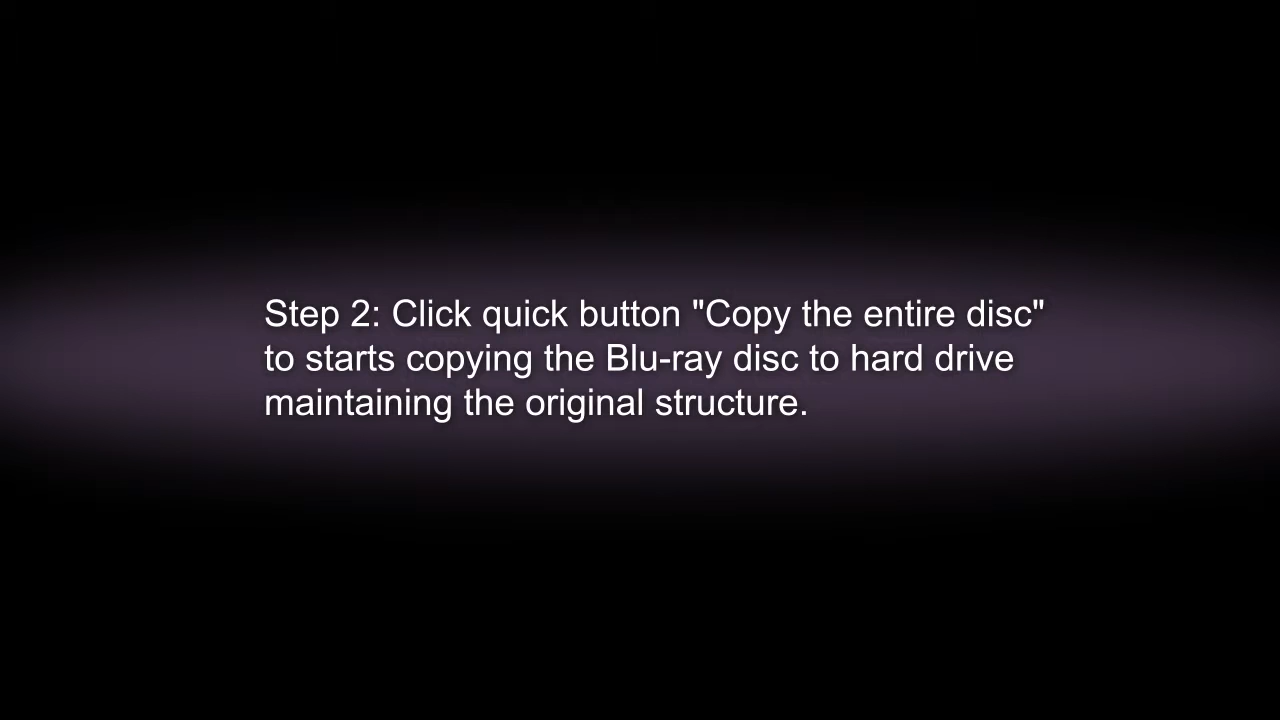 Step 2: Click quick button "Copy the entire disc"
to starts copying the Blu-ray disc to hard drive
maintaining the original structure.